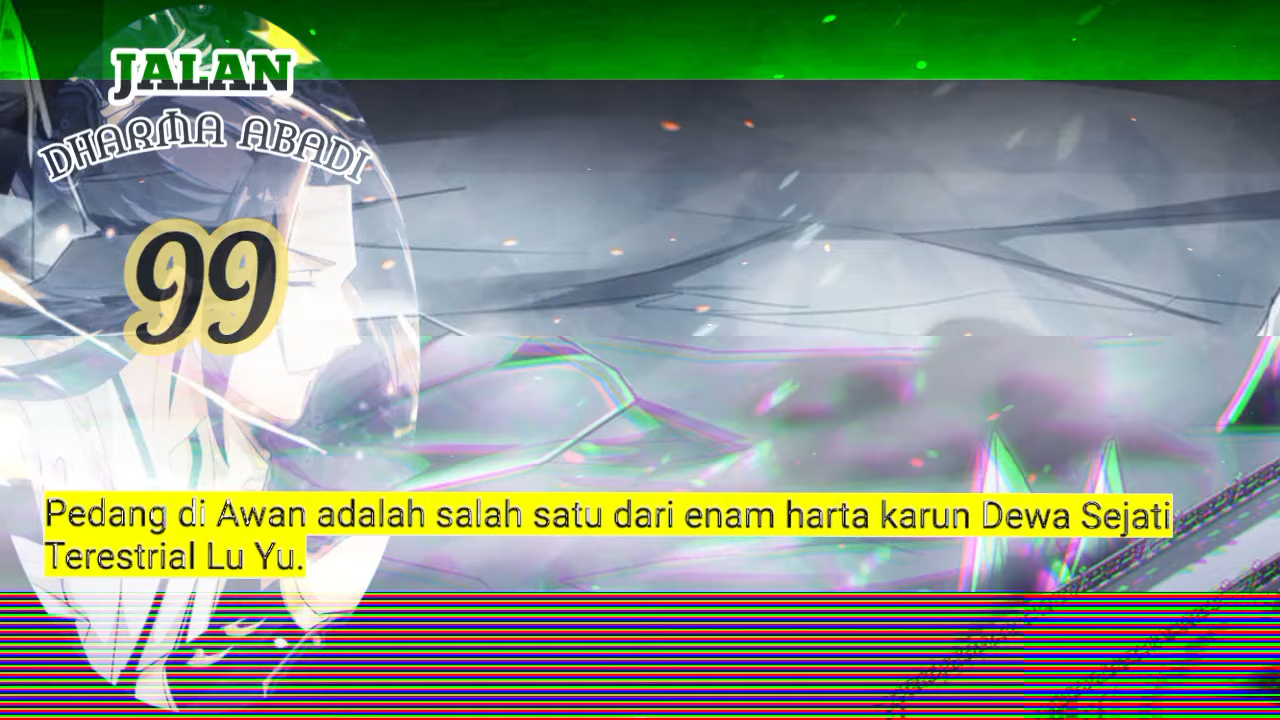 JALAN
DHARMA ABADI
99
Pedang di Awan adalah salah satu dari enam harta karun Dewa Sejati
Terestrial Lu Yu.